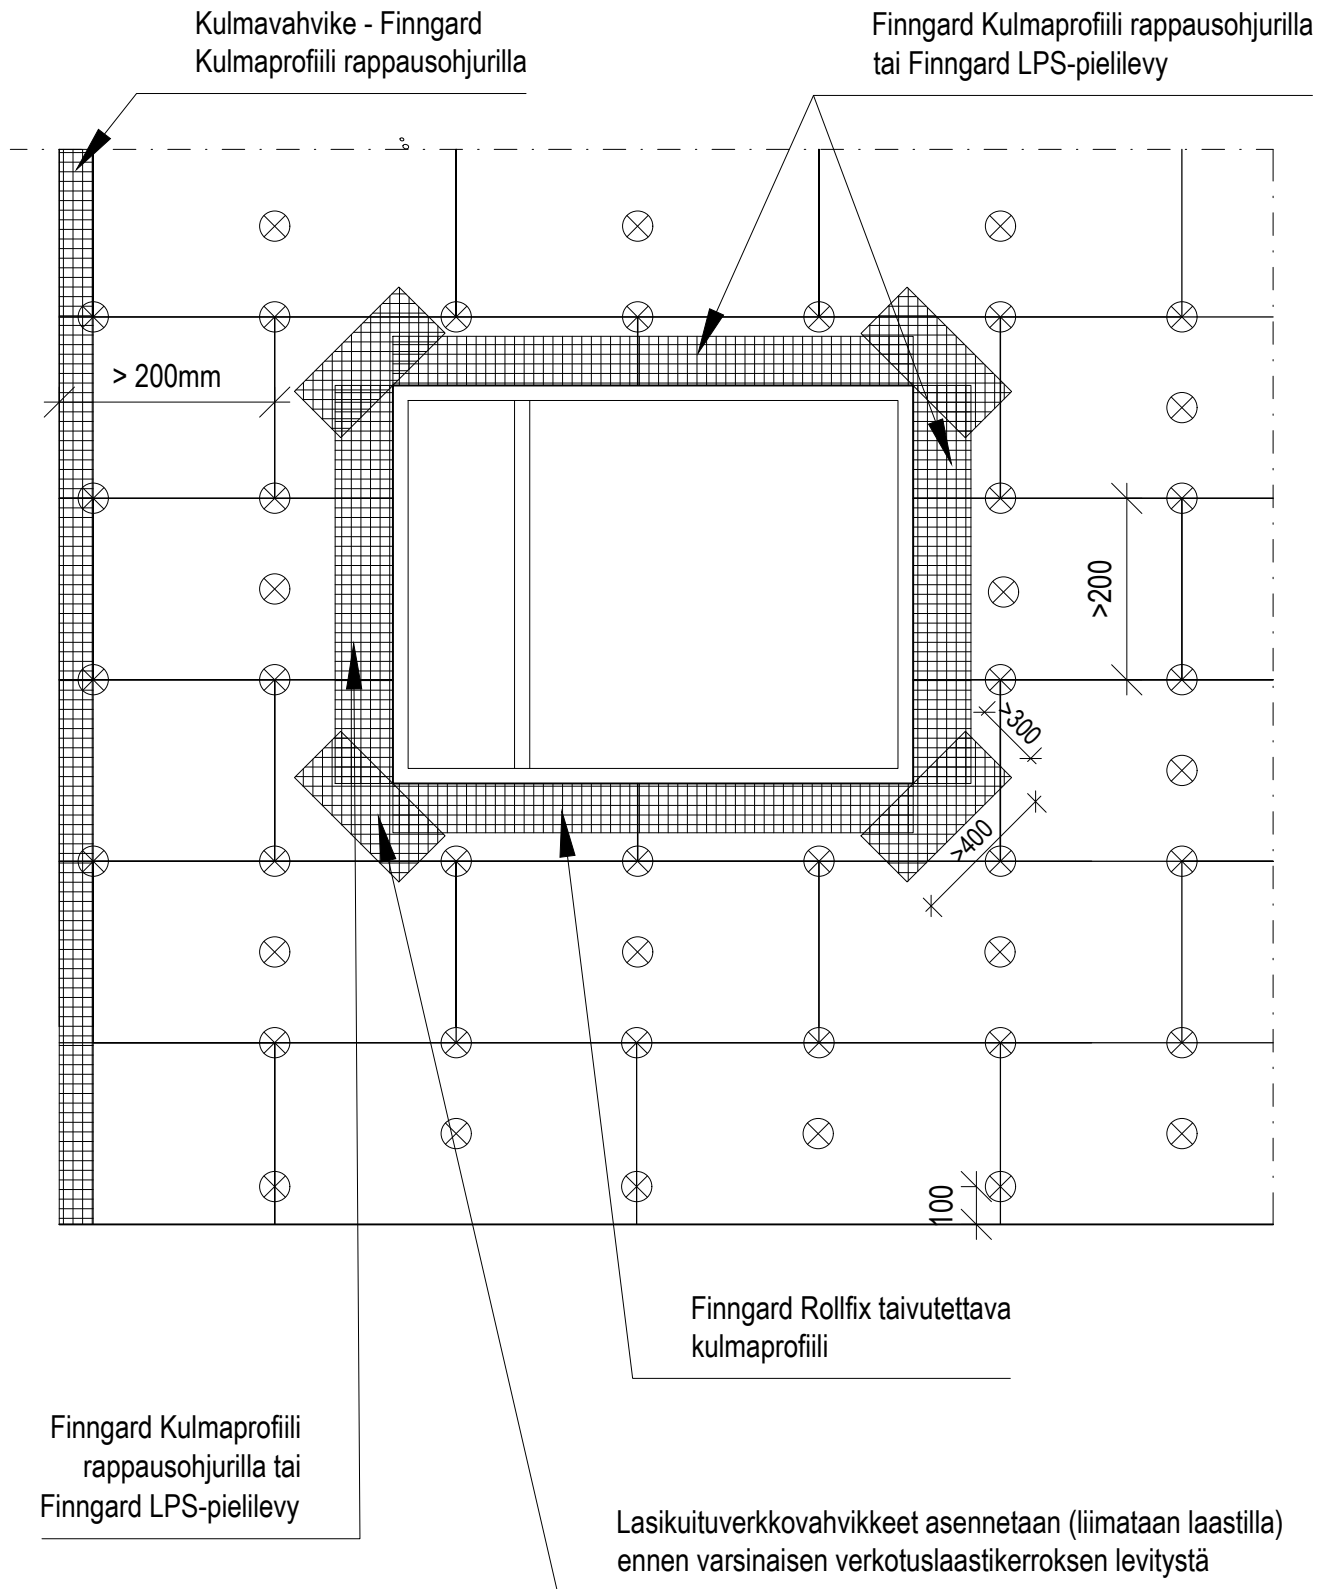 Kulmavahvike - Finngard
Kulmaprofiili rappausohjurilla
Finngard Kulmaprofiili rappausohjurilla
tai Finngard LPS-pielilevy
> 200mm
>200
>300
>400
100
Finngard Rollfix taivutettava
kulmaprofiili
Finngard Kulmaprofiili
rappausohjurilla tai
Finngard LPS-pielilevy
Lasikuituverkkovahvikkeet asennetaan (liimataan laastilla)
ennen varsinaisen verkotuslaastikerroksen levitystä